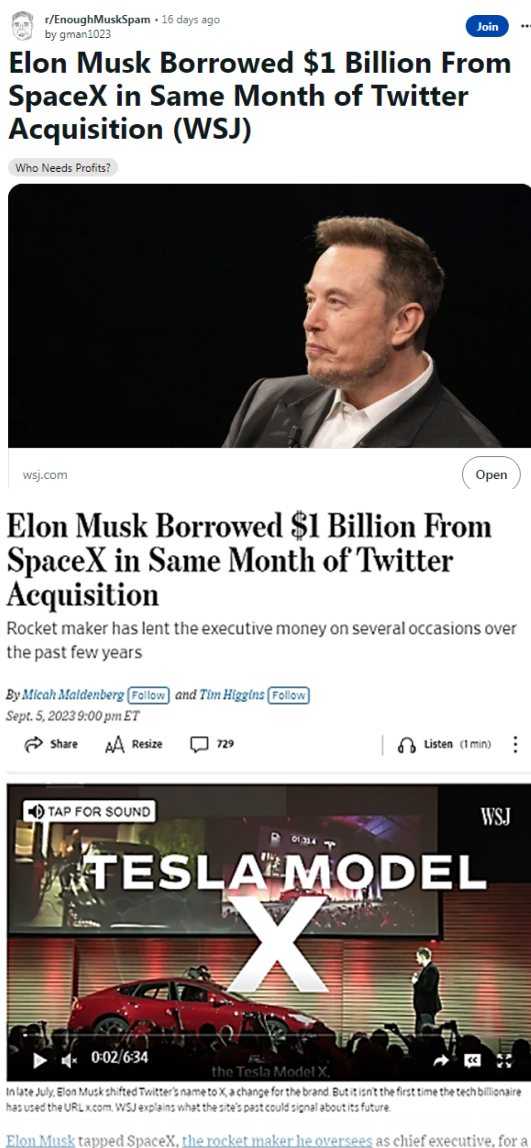 r/EnoughMuskSpam • 16 days ago
by gman1023
Join
Elon Musk Borrowed $1 Billion From
SpaceX in Same Month of Twitter
Acquisition (WSJ)
Who Needs Profits?
wsj.com
Open
Elon Musk Borrowed $1 Billion From
SpaceX in Same Month of Twitter
Acquisition
Rocket maker has lent the executive money on several occasions over
the past few years
By Micah Maidenberg Follow and Tim Higgins Follow
Sept. 5, 2023 9:00 pm ET
Share
AA Resize
729
Listen (1 min)
TAP FOR SOUND
WSJ
01:33.4
TESLA MODEL
X
0:02/6:34
CC
the Tesla Model X,
In late July, Elon Musk shifted Twitter's name to X, a change for the brand. But it isn't the first time the tech billionaire
has used the URL x.com. WSJ explains what the site's past could signal about its future.
Elon Musk tapped SpaceX, the rocket maker he oversees as chief executive, for a